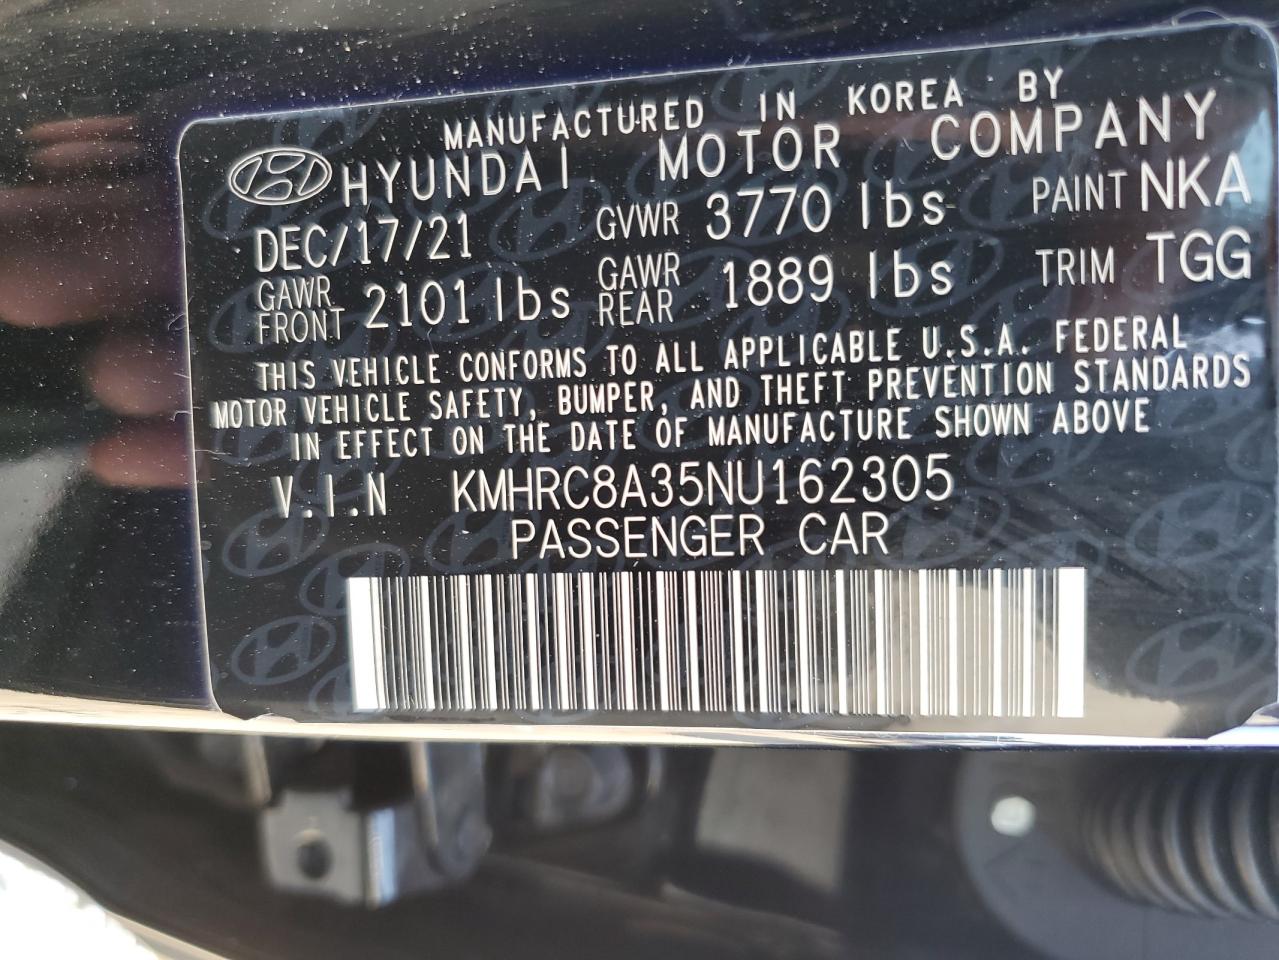 MANUFACTURED IN KOREA BY
HYUNDAI MOTOR COMPANY
DEC/17/21 GVWR 3770 lbs PAINT NKA
GAWR FRONT 2101 lbs GAWR REAR 1889 lbs TRIM TGG
THIS VEHICLE CONFORMS TO ALL APPLICABLE U.S.A. FEDERAL
MOTOR VEHICLE SAFETY, BUMPER, AND THEFT PREVENTION STANDARDS
IN EFFECT ON THE DATE OF MANUFACTURE SHOWN ABOVE
V.I.N KMHRC8A35NU162305
PASSENGER CAR